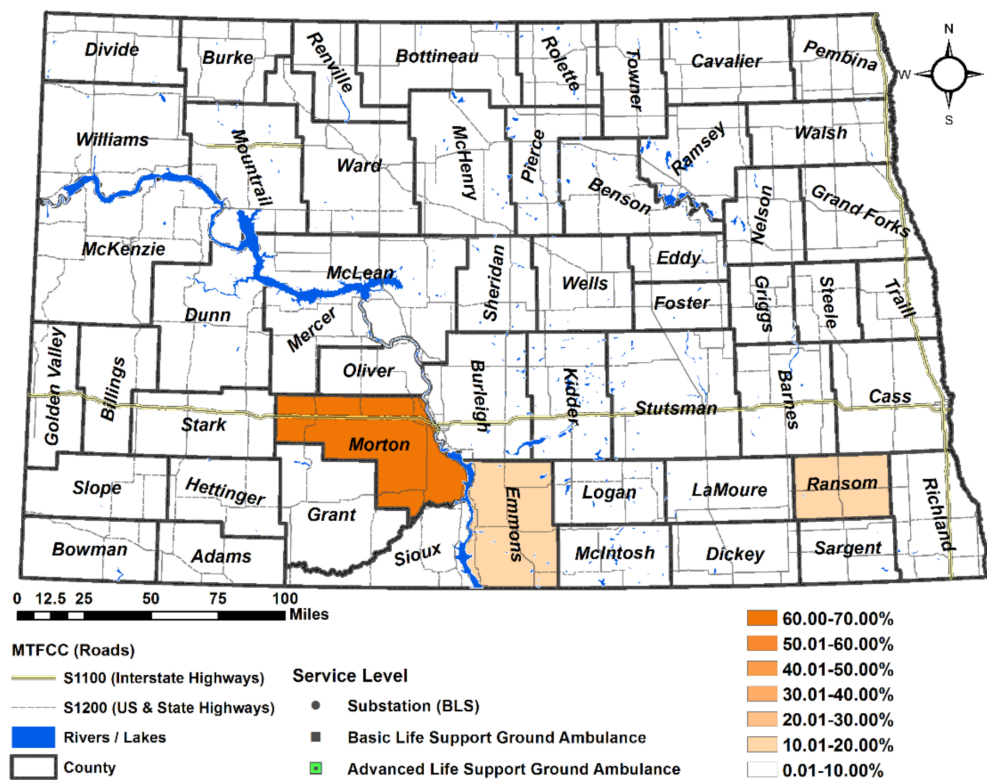 N
W
S
Divide
Burke
Renville
Bottineau
Rolette
Towner
Cavalier
Pembina
Williams
Mountrail
Ward
McHenry
Pierce
Benson
Ramsey
Walsh
Nelson
Grand Forks
McKenzie
Dunn
McLean
Mercer
Sheridan
Wells
Eddy
Foster
Griggs
Steele
Traill
Golden Valley
Billings
Stark
Oliver
Morton
Burleigh
Kidder
Stutsman
Barnes
Cass
Slope
Hettinger
Grant
Emmons
Logan
LaMoure
Ransom
Richland
Bowman
Adams
Sioux
McIntosh
Dickey
Sargent
0 12.5 25 50 75 100
Miles
MTFCC (Roads)
S1100 (Interstate Highways)
S1200 (US & State Highways)
Rivers / Lakes
County
Service Level
Substation (BLS)
Basic Life Support Ground Ambulance
Advanced Life Support Ground Ambulance
60.00-70.00%
50.01-60.00%
40.01-50.00%
30.01-40.00%
20.01-30.00%
10.01-20.00%
0.01-10.00%